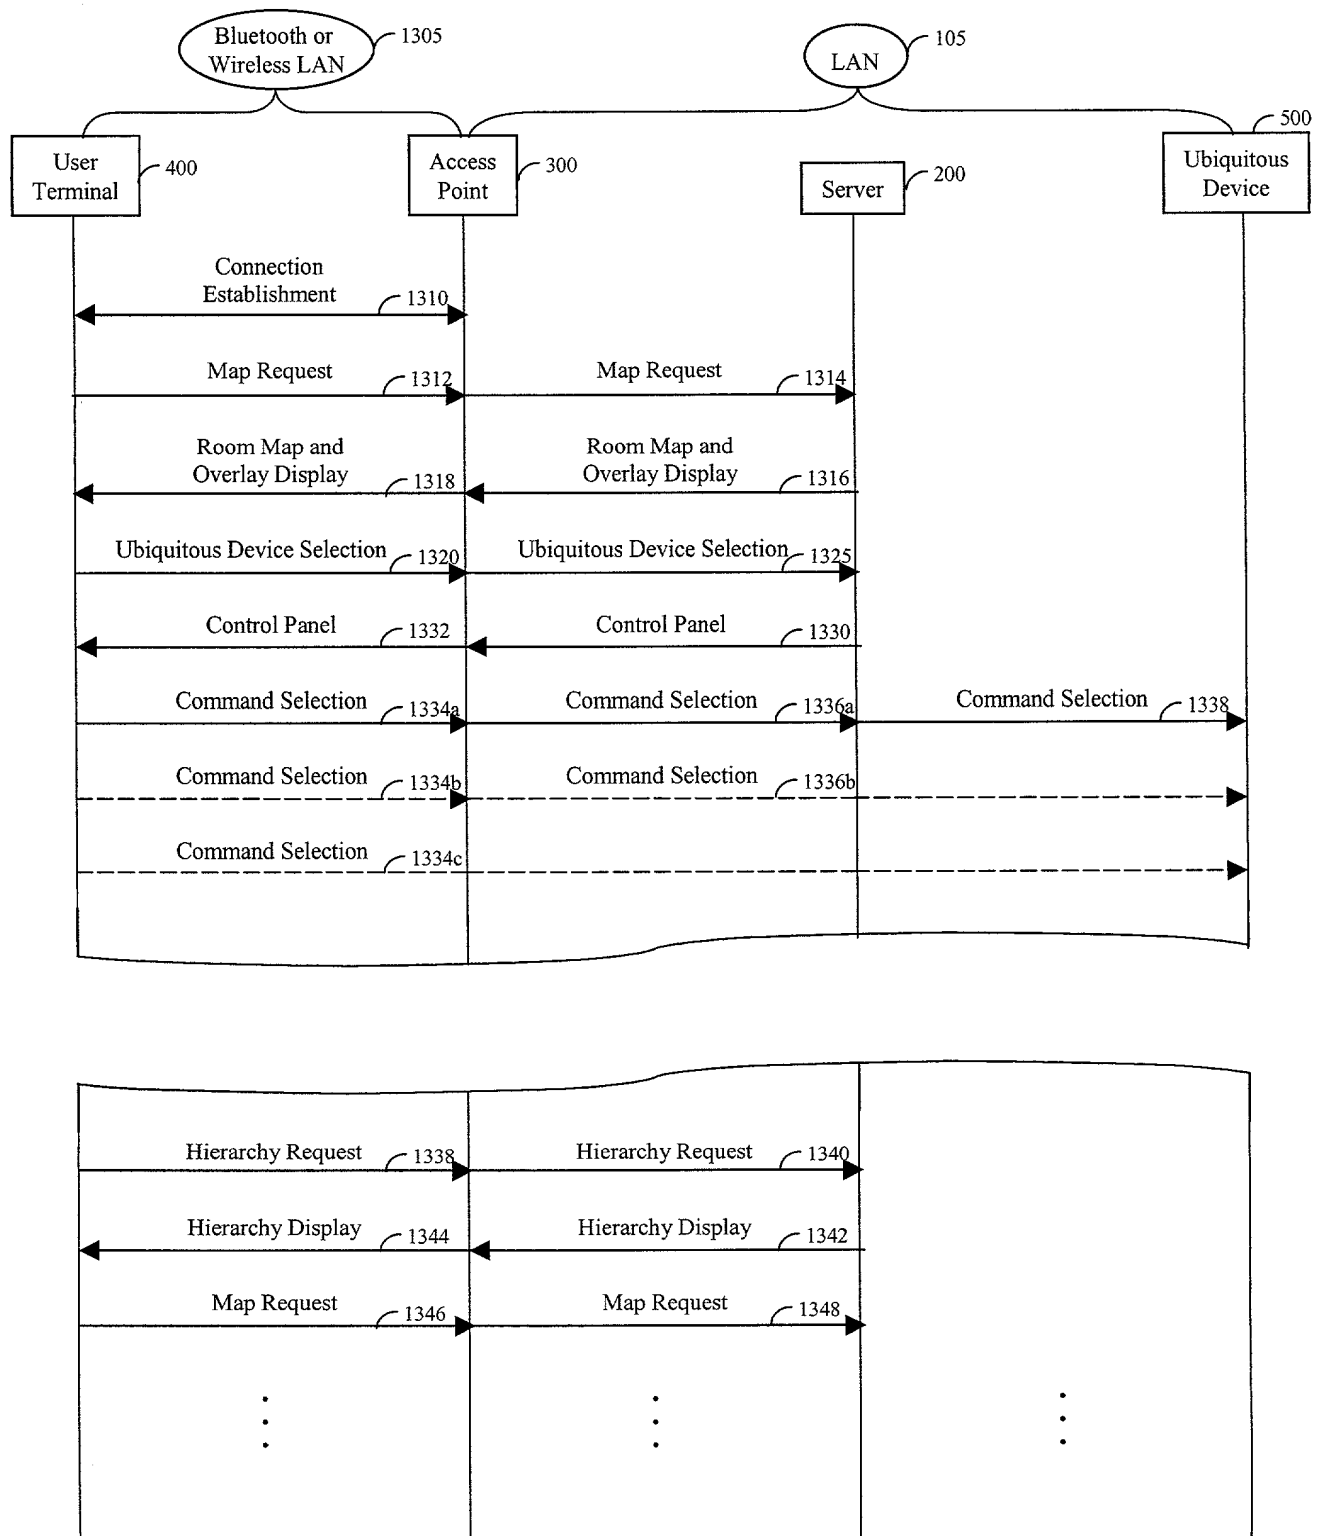 Bluetooth or
Wireless LAN
1305
LAN
105
User
Terminal
400
Access
Point
300
Server
200
Ubiquitous
Device
500
Connection
Establishment
1310
Map Request
1312
Map Request
1314
Room Map and
Overlay Display
1318
Room Map and
Overlay Display
1316
Ubiquitous Device Selection
1320
Ubiquitous Device Selection
1325
Control Panel
1332
Control Panel
1330
Command Selection
1334a
Command Selection
1336a
Command Selection
1338
Command Selection
1334b
Command Selection
1336b
Command Selection
1334c
Hierarchy Request
1338
Hierarchy Request
1340
Hierarchy Display
1344
Hierarchy Display
1342
Map Request
1346
Map Request
1348